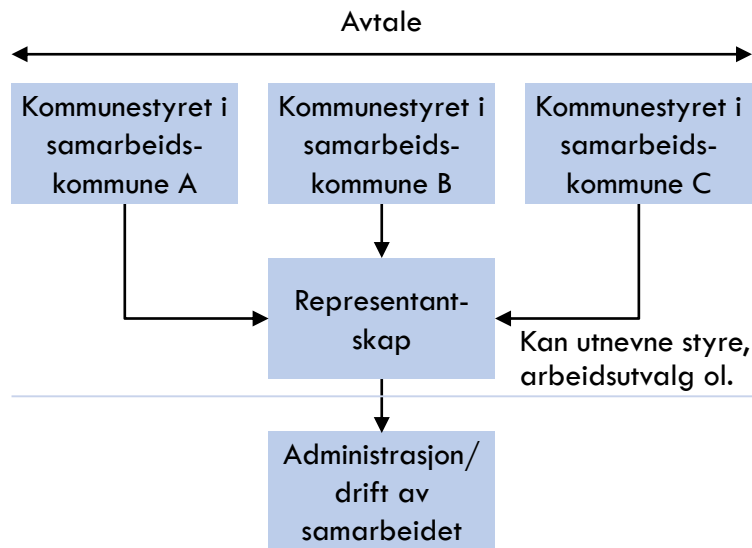 Avtale
Kommunestyret i
samarbeids-
kommune A
Kommunestyret i
samarbeids-
kommune B
Kommunestyret i
samarbeids-
kommune C
Representant-
skap
Kan utnevne styre,
arbeidsutvalg ol.
Administrasjon/
drift av
samarbeidet